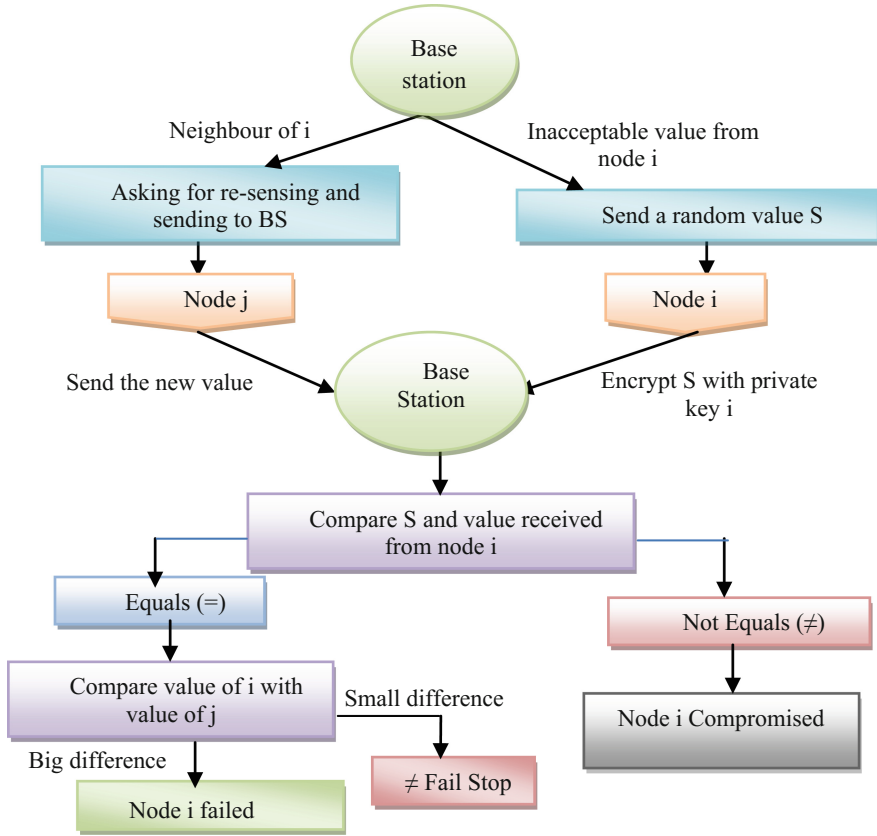 Base
station
Neighbour of i
Inacceptable value from
node i
Asking for re-sensing and
sending to BS
Send a random value S
Node j
Node i
Send the new value
Base
Station
Encrypt S with private
key i
Compare S and value received
from node i
Equals (=)
Not Equals (≠)
Compare value of i with
value of j
Small difference
Node i Compromised
Big difference
≠ Fail Stop
Node i failed